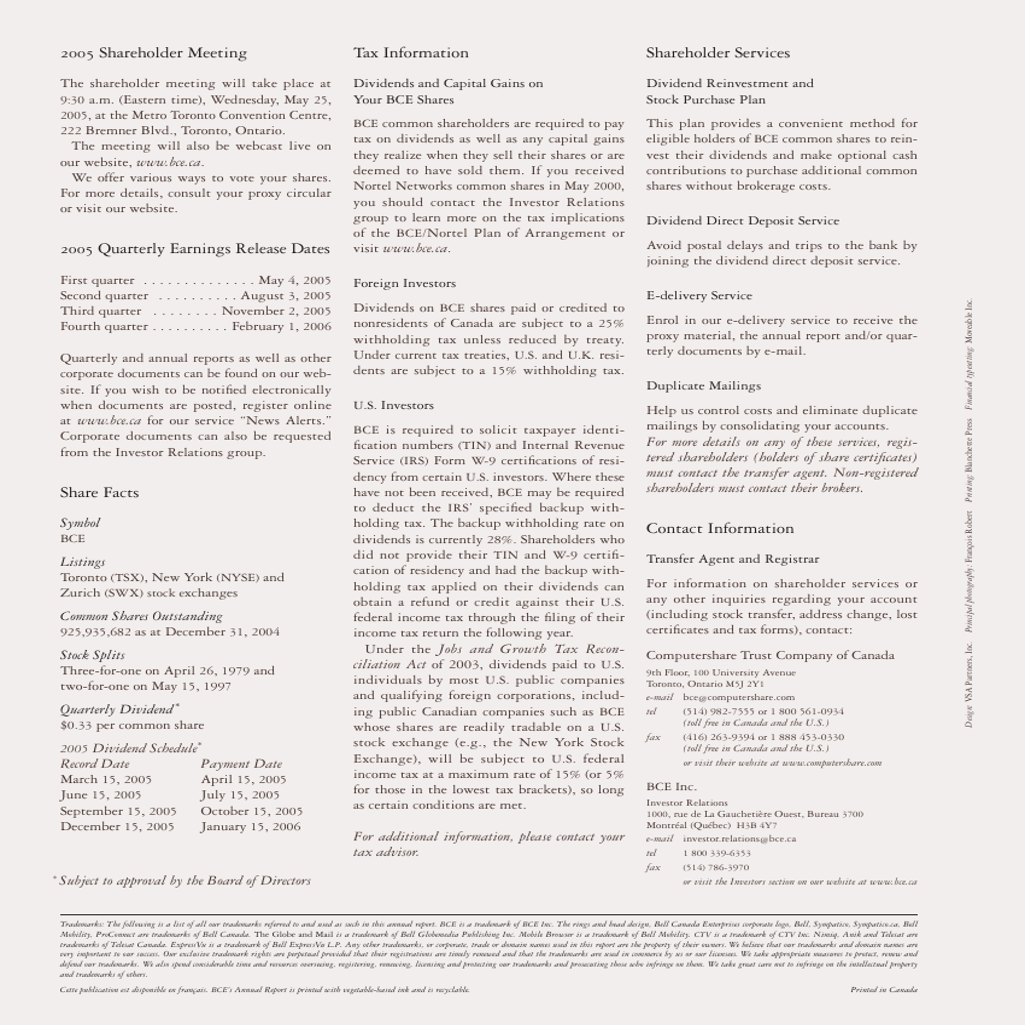 2005 Shareholder Meeting
The shareholder meeting will take place at
9:30 a.m. (Eastern time), Wednesday, May 25,
2005, at the Metro Toronto Convention Centre,
222 Bremner Blvd., Toronto, Ontario.
The meeting will also be webcast live on
our website, www.bce.ca.
We offer various ways to vote your shares.
For more details, consult your proxy circular
or visit our website.
2005 Quarterly Earnings Release Dates
First quarter . . . . . . . . . . . . . . May 4, 2005
Second quarter . . . . . . . . . . August 3, 2005
Third quarter . . . . . . . . November 2, 2005
Fourth quarter . . . . . . . . . . February 1, 2006
Quarterly and annual reports as well as other
corporate documents can be found on our web-
site. If you wish to be notified electronically
when documents are posted, register online
at www.bce.ca for our service “News Alerts.”
Corporate documents can also be requested
from the Investor Relations group.
Share Facts
Symbol
BCE
Listings
Toronto (TSX), New York (NYSE) and
Zurich (SWX) stock exchanges
Common Shares Outstanding
925,935,682 as at December 31, 2004
Stock Splits
Three-for-one on April 26, 1979 and
two-for-one on May 15, 1997
Quarterly Dividend*
$0.33 per common share
2005 Dividend Schedule*
Record Date Payment Date
March 15, 2005 April 15, 2005
June 15, 2005 July 15, 2005
September 15, 2005 October 15, 2005
December 15, 2005 January 15, 2006
* Subject to approval by the Board of Directors
Tax Information
Dividends and Capital Gains on
Your BCE Shares
BCE common shareholders are required to pay
tax on dividends as well as any capital gains
they realize when they sell their shares or are
deemed to have sold them. If you received
Nortel Networks common shares in May 2000,
you should contact the Investor Relations
group to learn more on the tax implications
of the BCE/Nortel Plan of Arrangement or
visit www.bce.ca.
Foreign Investors
Dividends on BCE shares paid or credited to
nonresidents of Canada are subject to a 25%
withholding tax unless reduced by treaty.
Under current tax treaties, U.S. and U.K. resi-
dents are subject to a 15% withholding tax.
U.S. Investors
BCE is required to solicit taxpayer identi-
fication numbers (TIN) and Internal Revenue
Service (IRS) Form W-9 certifications of resi-
dency from certain U.S. investors. Where these
have not been received, BCE may be required
to deduct the IRS’ specified backup with-
holding tax. The backup withholding rate on
dividends is currently 28%. Shareholders who
did not provide their TIN and W-9 certifi-
cation of residency and had the backup with-
holding tax applied on their dividends can
obtain a refund or credit against their U.S.
federal income tax through the filing of their
income tax return the following year.
Under the Jobs and Growth Tax Recon-
ciliation Act of 2003, dividends paid to U.S.
individuals by most U.S. public companies
and qualifying foreign corporations, includ-
ing public Canadian companies such as BCE
whose shares are readily tradable on a U.S.
stock exchange (e.g., the New York Stock
Exchange), will be subject to U.S. federal
income tax at a maximum rate of 15% (or 5%
for those in the lowest tax brackets), so long
as certain conditions are met.
For additional information, please contact your
tax advisor.
Shareholder Services
Dividend Reinvestment and
Stock Purchase Plan
This plan provides a convenient method for
eligible holders of BCE common shares to rein-
vest their dividends and make optional cash
contributions to purchase additional common
shares without brokerage costs.
Dividend Direct Deposit Service
Avoid postal delays and trips to the bank by
joining the dividend direct deposit service.
E-delivery Service
Enrol in our e-delivery service to receive the
proxy material, the annual report and/or quar-
terly documents by e-mail.
Duplicate Mailings
Help us control costs and eliminate duplicate
mailings by consolidating your accounts.
For more details on any of these services, regis-
tered shareholders (holders of share certificates)
must contact the transfer agent. Non-registered
shareholders must contact their brokers.
Contact Information
Transfer Agent and Registrar
For information on shareholder services or
any other inquiries regarding your account
(including stock transfer, address change, lost
certificates and tax forms), contact:
Computershare Trust Company of Canada
9th Floor, 100 University Avenue
Toronto, Ontario M5J 2Y1
e-mail bce@computershare.com
tel (514) 982-7555 or 1 800 561-0934
(toll free in Canada and the U.S.)
fax (416) 263-9394 or 1 888 453-0330
(toll free in Canada and the U.S.)
or visit their website at www.computershare.com
BCE Inc.
Investor Relations
1000, rue de La Gauchetière Ouest, Bureau 3700
Montréal (Québec) H3B 4Y7
e-mail investor.relations@bce.ca
tel 1 800 339-6353
fax (514) 786-3970
or visit the Investors section on our website at www.bce.ca
Design: VSA Partners, Inc. Principal photography: François Robert Printing: Blanchette Press Financial typesetting: Moveable Inc.
Trademarks: The following is a list of all our trademarks referred to and used as such in this annual report. BCE is a trademark of BCE Inc. The rings and head design, Bell Canada Enterprises corporate logo, Bell, Sympatico, Sympatico.ca, Bell
Mobility, ProConnect are trademarks of Bell Canada. The Globe and Mail is a trademark of Bell Globemedia Publishing Inc. Mobile Browser is a trademark of Bell Mobility. CTV is a trademark of CTV Inc. Nimiq, Anik and Telesat are
trademarks of Telesat Canada. ExpressVu is a trademark of Bell ExpressVu L.P. Any other trademarks, or corporate, trade or domain names used in this report are the property of their owners. We believe that our trademarks and domain names are
very important to our success. Our exclusive trademark rights are perpetual provided that their registrations are timely renewed and that the trademarks are used in commerce by us or our licensees. We take appropriate measures to protect, renew and
defend our trademarks. We also spend considerable time and resources overseeing, registering, renewing, licensing and protecting our trademarks and prosecuting those who infringe on them. We take great care not to infringe on the intellectual property
and trademarks of others.
Cette publication est disponible en français. BCE’s Annual Report is printed with vegetable-based ink and is recyclable. Printed in Canada